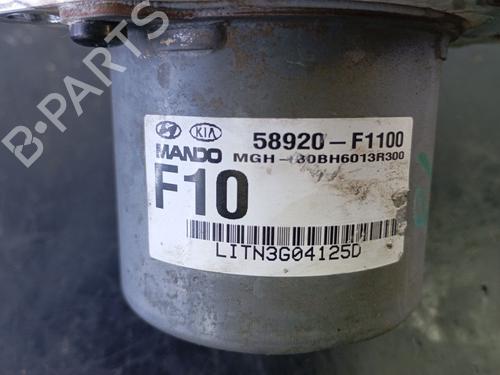 KIA 58920-F1100
MANDO
F10
LITN3G04125D
B-PARTS